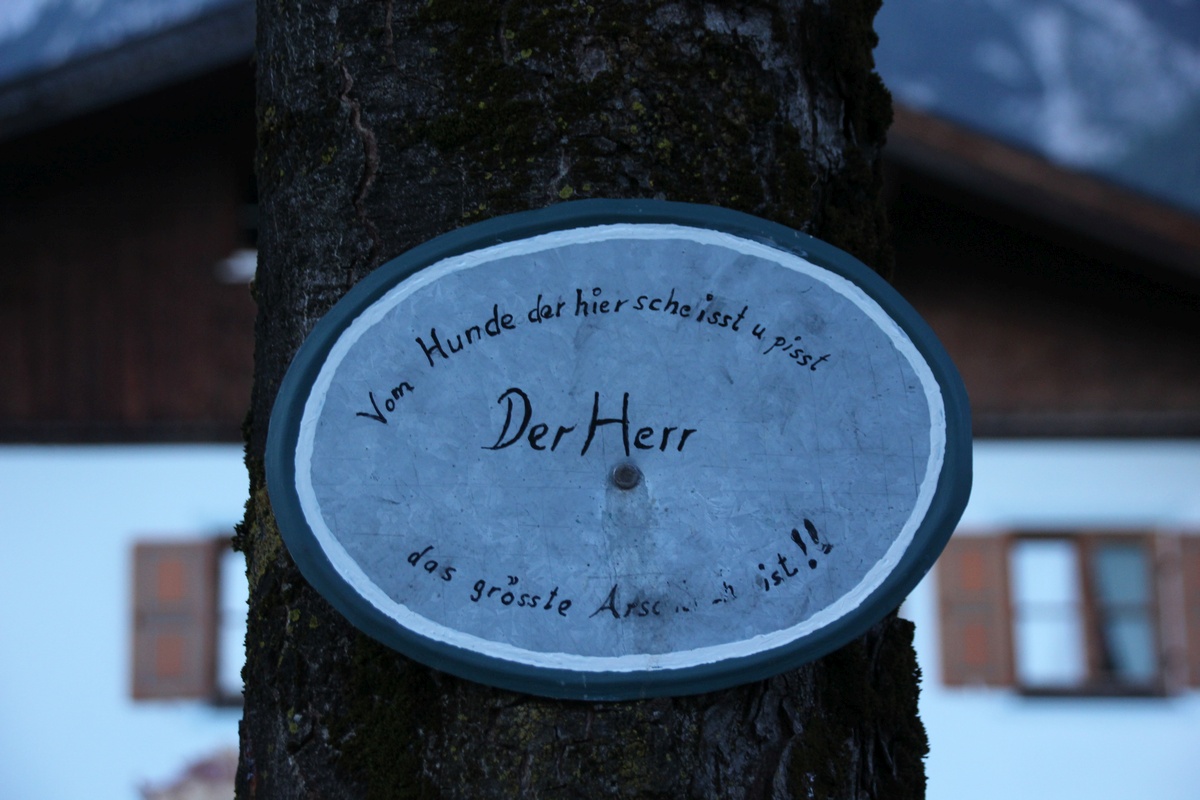 Vom Hunde der hier scheisst u. pisst
Der Herr
das grösste ist!!